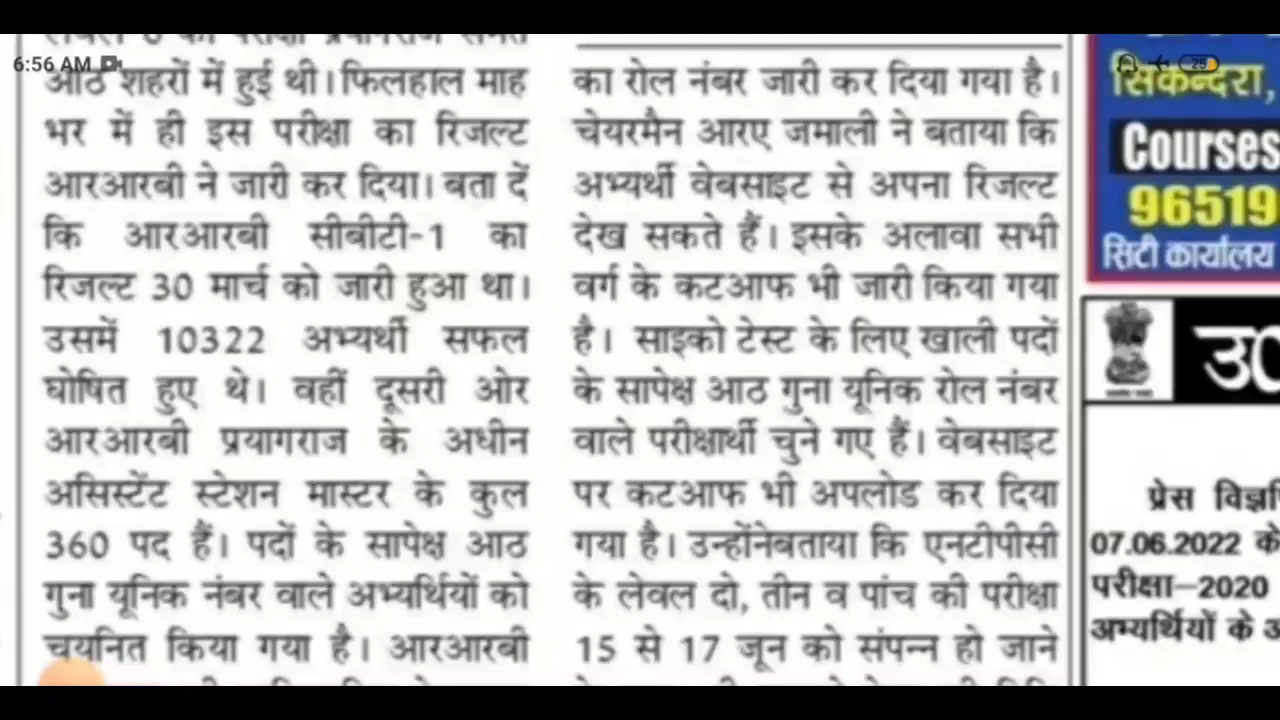 6:56 AM
25
आठ शहरों में हुई थी। फिलहाल माह
भर में ही इस परीक्षा का रिजल्ट
आरआरबी ने जारी कर दिया। बता दें
कि आरआरबी सीबीटी-1 का
रिजल्ट 30 मार्च को जारी हुआ था।
उसमें 10322 अभ्यर्थी सफल
घोषित हुए थे। वहीं दूसरी ओर
आरआरबी प्रयागराज के अधीन
असिस्टेंट स्टेशन मास्टर के कुल
360 पद हैं। पदों के सापेक्ष आठ
गुना यूनिक नंबर वाले अभ्यर्थियों को
चयनित किया गया है। आरआरबी
का रोल नंबर जारी कर दिया गया है।
चेयरमैन आरए जमाली ने बताया कि
अभ्यर्थी वेबसाइट से अपना रिजल्ट
देख सकते हैं। इसके अलावा सभी
वर्ग के कटआफ भी जारी किया गया
है। साइको टेस्ट के लिए खाली पदों
के सापेक्ष आठ गुना यूनिक रोल नंबर
वाले परीक्षार्थी चुने गए हैं। वेबसाइट
पर कटआफ भी अपलोड कर दिया
गया है। उन्होंनेबताया कि एनटीपीसी
के लेवल दो, तीन व पांच की परीक्षा
15 से 17 जून को संपन्न हो जाने
सिकन्दरा,
Courses
96519
सिटी कार्यालय
उ0
प्रेस विज्ञ
07.06.2022 के
परीक्षा-2020
अभ्यर्थियों के